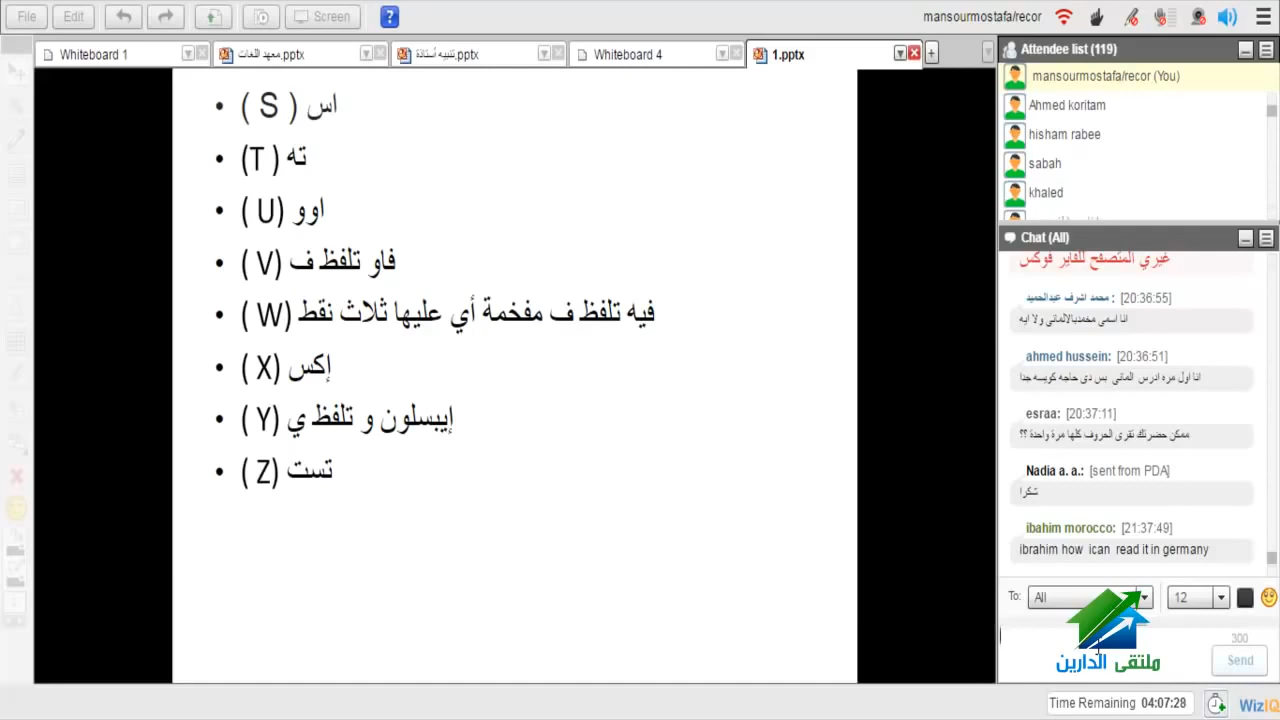 File Edit Screen ? mansourmostafa/recor
Whiteboard 1
معهد اللغات.pptx
تنبيه أستاذة.pptx
Whiteboard 4
1.pptx
• اس ( S )
• ته ( T)
• اوو (U )
• فاو تلفظ ف (V )
• فيه تلفظ ف مفخمة أي عليها ثلاث نقط (W )
• إكس (X )
• إيبسلون و تلفظ ي (Y )
• تست (Z )
Attendee list (119)
mansourmostafa/recor (You)
Ahmed koritam
hisham rabee
sabah
khaled
Chat (All)
غيري المتصفح للفاير فوكس
محمد اشرف عبدالحميد : [20:36:55]
انا اسمى محمدبالالمانى ولا ايه
ahmed hussein: [20:36:51]
انا اول مره ادرس المانى بس دى حاجه كويسه جدا
esraa: [20:37:11]
ممكن حضرتك تقرى الحروف كلها مرة واحدة ؟؟
Nadia a. a.: [sent from PDA]
شكرا
ibahim morocco: [21:37:49]
ibrahim how ican read it in germany
To: All 12
300
Send
ملتقى الدارين
Time Remaining 04:07:28
WizIQ